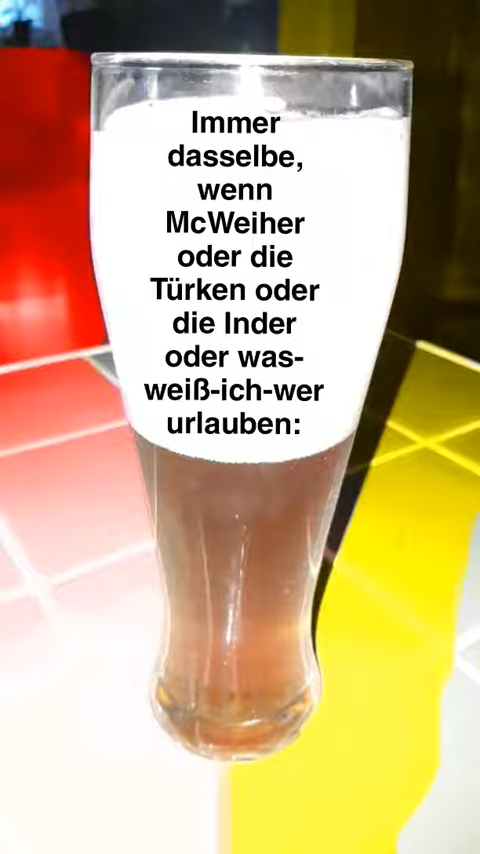 Immer
dasselbe,
wenn
McWeiher
oder die
Türken oder
die Inder
oder was-
weiß-ich-wer
urlauben: